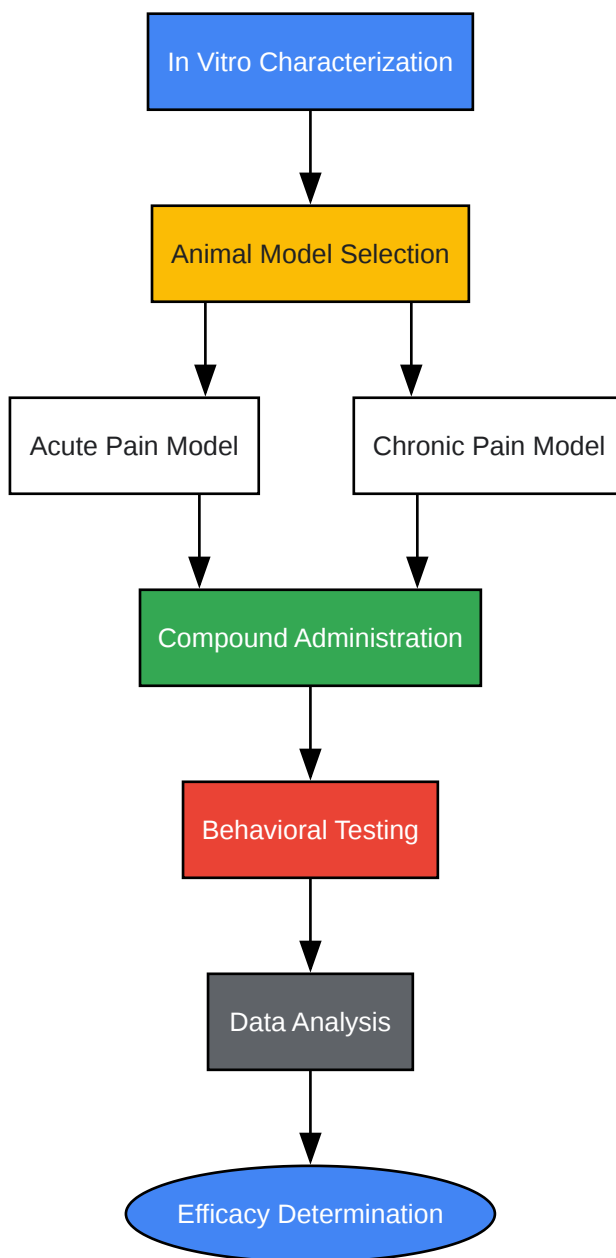 In Vitro Characterization
Animal Model Selection
Acute Pain Model
Chronic Pain Model
Compound Administration
Behavioral Testing
Data Analysis
Efficacy Determination